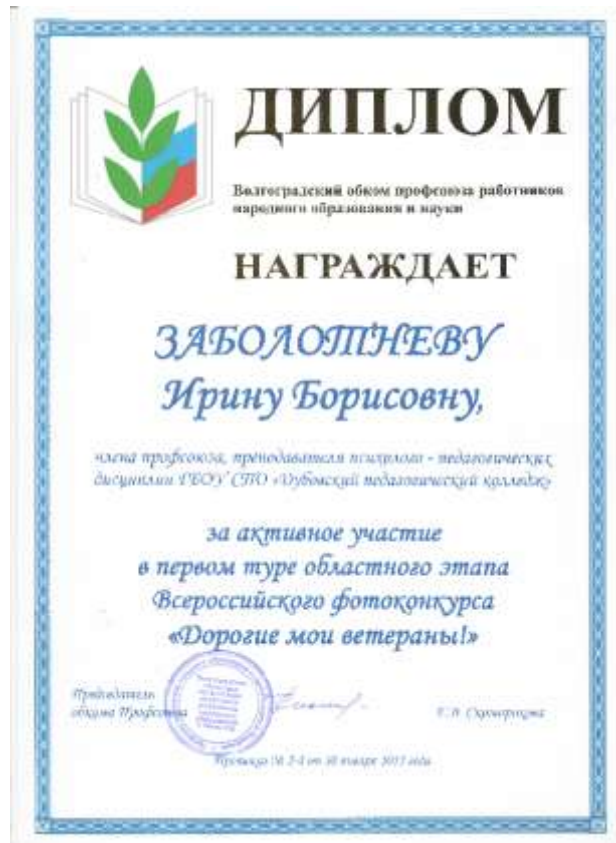 ДИПЛОМ
Волгоградский обком профсоюза работников
народного образования и науки
НАГРАЖДАЕТ
ЗАБОЛОТНЕВУ
Ирину Борисовну,
члена профсоюза, преподавателя психолого - педагогических
дисциплин ГБОУ СПО «Дубовский педагогический колледж»
за активное участие
в первом туре областного этапа
Всероссийского фотоконкурса
«Дорогие мои ветераны!»
Председатель
обкома Профсоюза